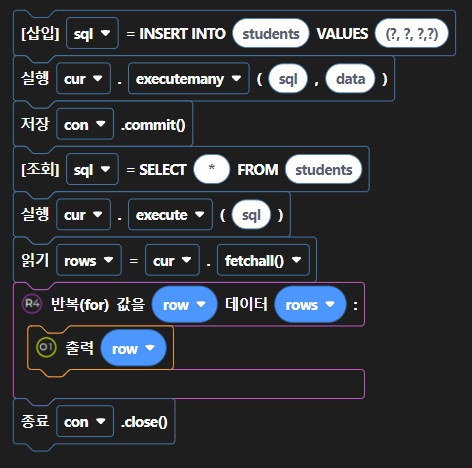 [삽입] sql ▼ = INSERT INTO students VALUES (?, ?, ?,?)
실행 cur ▼ . executemany ▼ ( sql , data )
저장 con ▼ .commit()
[조회] sql ▼ = SELECT * FROM students
실행 cur ▼ . execute ▼ ( sql )
읽기 rows ▼ = cur ▼ . fetchall() ▼
R4 반복(for) 값을 row ▼ 데이터 rows ▼ :
O1 출력 row ▼
종료 con ▼ .close()